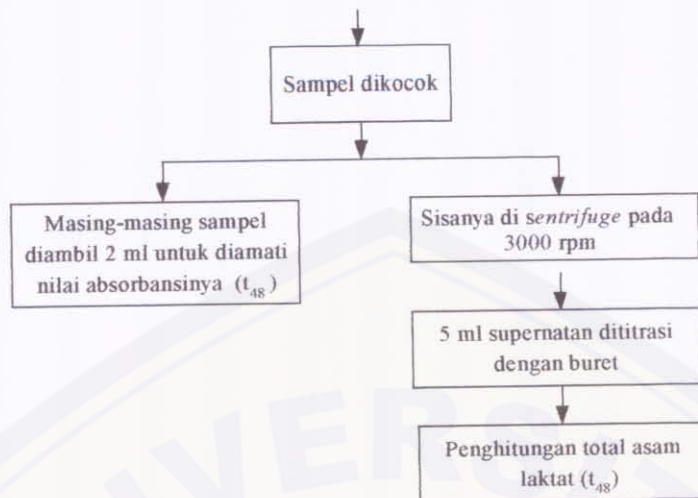 Sampel dikocok
Masing-masing sampel
diambil 2 ml untuk diamati
nilai absorbansinya (t₄₈)
Sisanya di sentrifuge pada
3000 rpm
5 ml supernatan dititrasi
dengan buret
Penghitungan total asam
laktat (t₄₈)